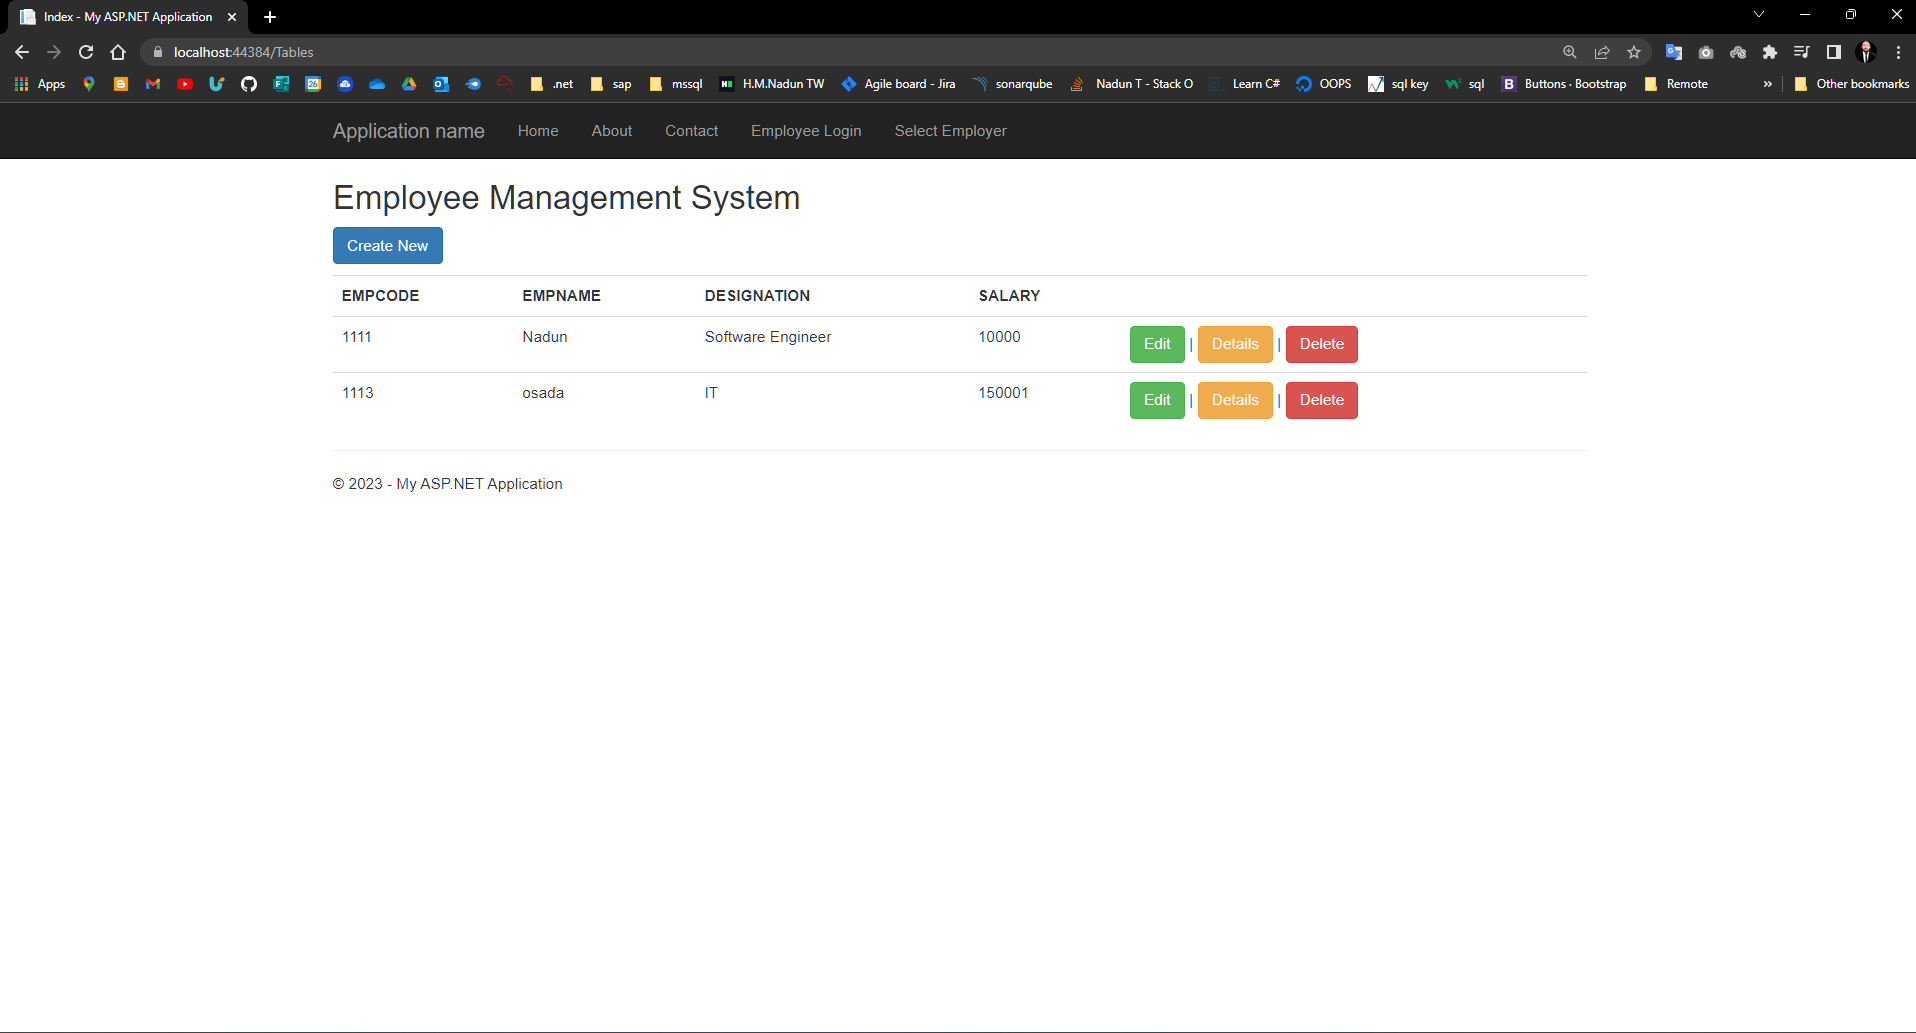 Index - My ASP.NET Application
localhost:44384/Tables
Apps .net sap mssql H.M.Nadun TW Agile board - Jira sonarqube Nadun T - Stack O Learn C# OOPS sql key sql Buttons · Bootstrap Remote » Other bookmarks
Application name Home About Contact Employee Login Select Employer
Employee Management System
Create New
EMPCODE EMPNAME DESIGNATION SALARY
1111 Nadun Software Engineer 10000 Edit | Details | Delete
1113 osada IT 150001 Edit | Details | Delete
© 2023 - My ASP.NET Application